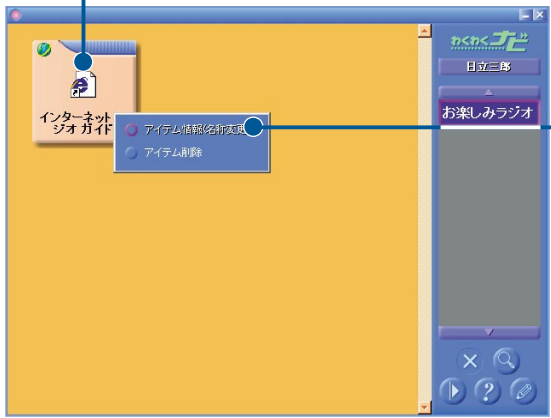 わくわくナビ
日立三郎
インターネット
ジオ ガイド
アイテム情報(名前変更
アイテム削除
お楽しみラジオ